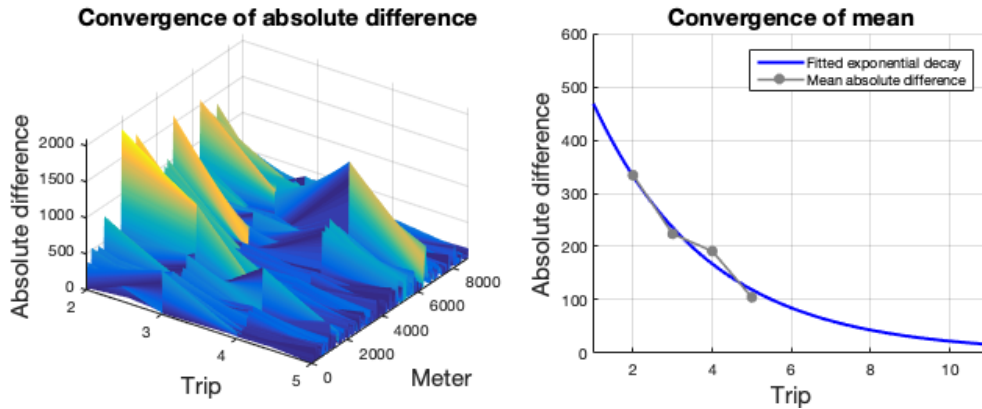 Convergence of absolute difference
Absolute difference
2000
1500
1000
500
0
2
3
4
5
Trip
0
2000
4000
6000
8000
Meter
Convergence of mean
Absolute difference
600
500
400
300
200
100
0
Fitted exponential decay
Mean absolute difference
2
4
6
8
10
Trip